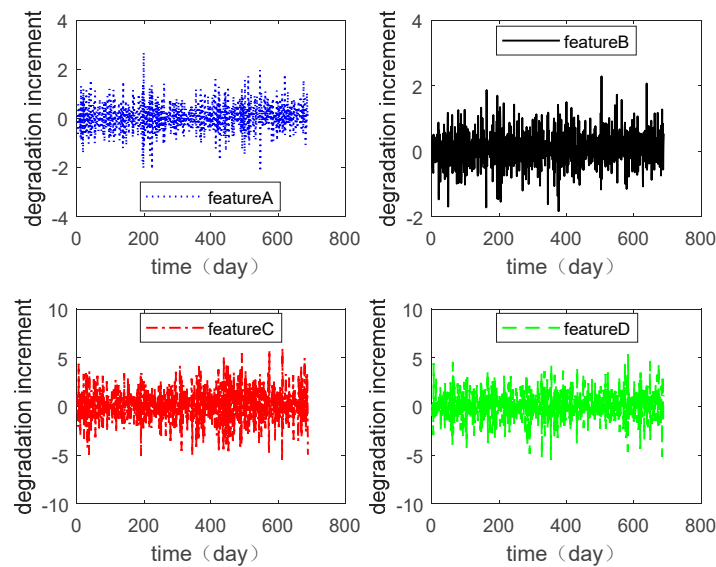 4
2
0
-2
-4
degradation increment
featureA
0 200 400 600 800
time（day）
4
2
0
-2
degradation increment
featureB
0 200 400 600 800
time（day）
10
5
0
-5
-10
degradation increment
featureC
0 200 400 600 800
time（day）
10
5
0
-5
-10
degradation increment
featureD
0 200 400 600 800
time（day）